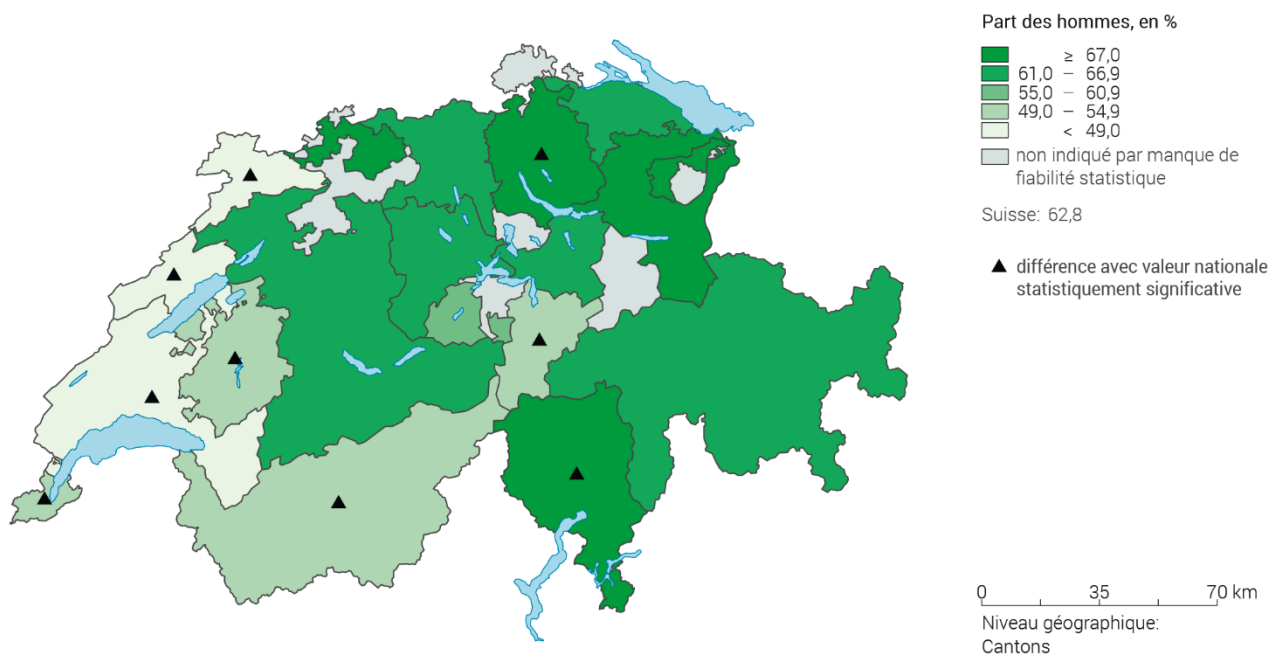 Part des hommes, en %
≥ 67,0
61,0 – 66,9
55,0 – 60,9
49,0 – 54,9
< 49,0
non indiqué par manque de
fiabilité statistique
Suisse: 62,8
▲ différence avec valeur nationale
statistiquement significative
0 35 70 km
Niveau géographique:
Cantons